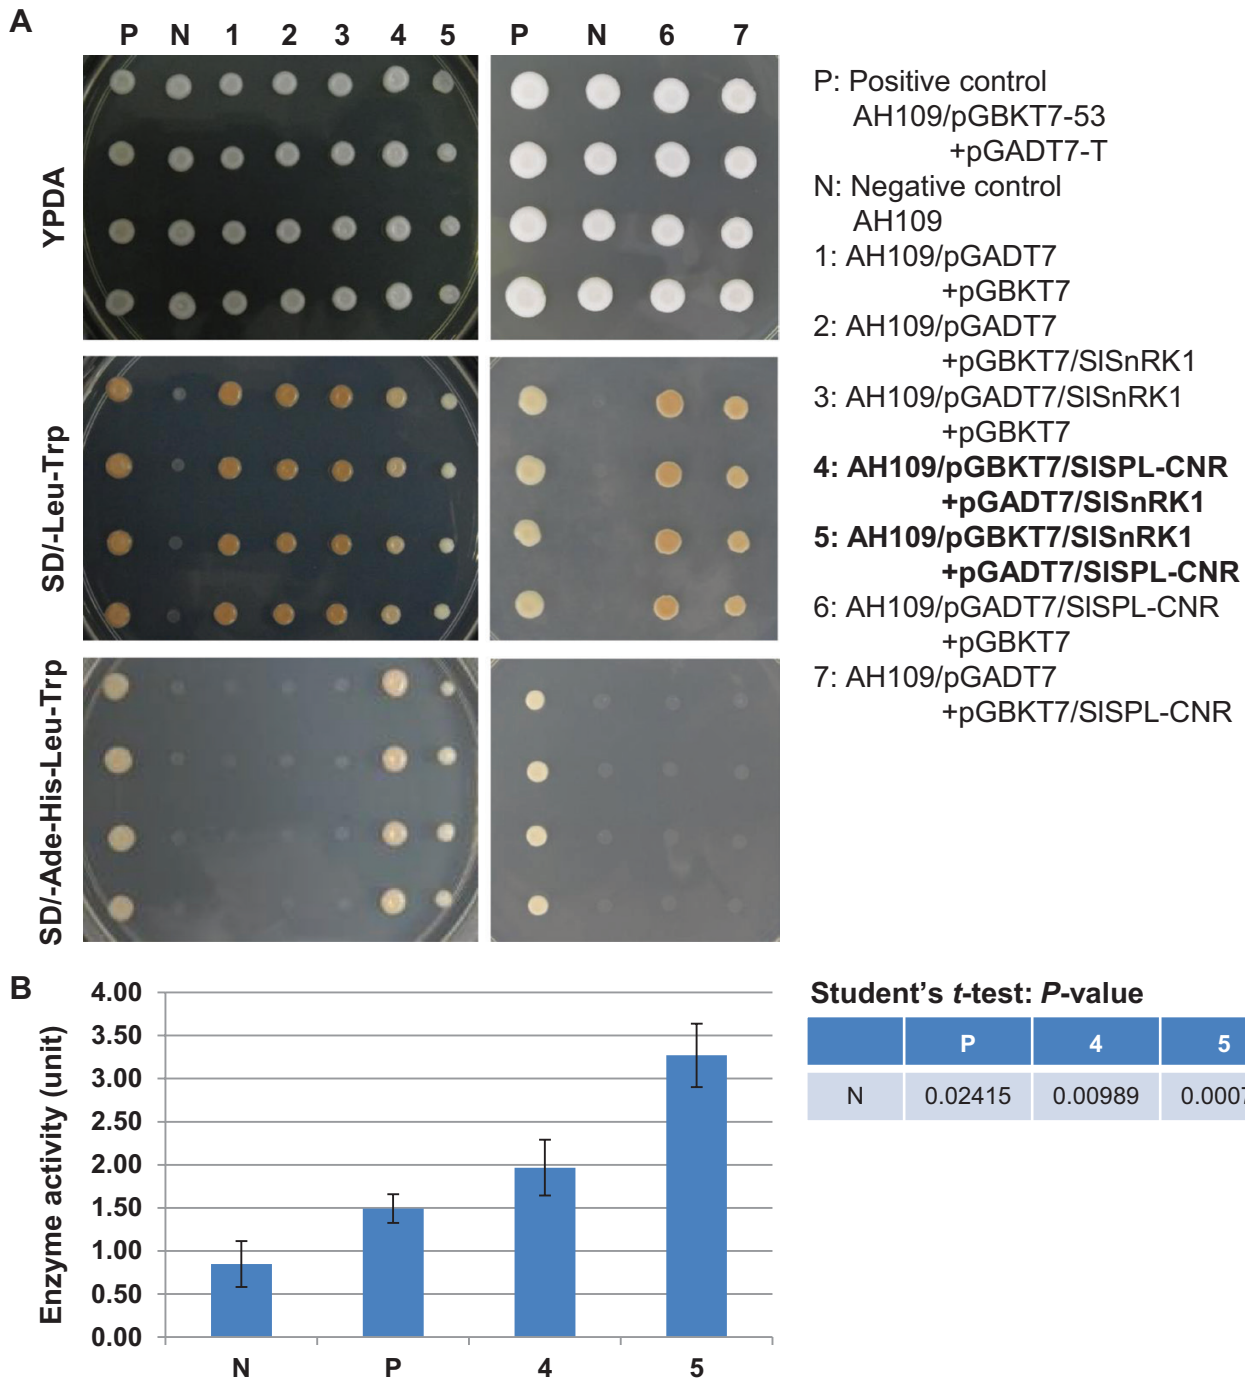 A
P N 1 2 3 4 5
P N 6 7
YPDA
SD/-Leu-Trp
SD/-Ade-His-Leu-Trp
P: Positive control
AH109/pGBKT7-53
+pGADT7-T
N: Negative control
AH109
1: AH109/pGADT7
+pGBKT7
2: AH109/pGADT7
+pGBKT7/SlSnRK1
3: AH109/pGADT7/SlSnRK1
+pGBKT7
4: AH109/pGBKT7/SlSPL-CNR
+pGADT7/SlSnRK1
5: AH109/pGBKT7/SlSnRK1
+pGADT7/SlSPL-CNR
6: AH109/pGADT7/SlSPL-CNR
+pGBKT7
7: AH109/pGADT7
+pGBKT7/SlSPL-CNR
B
Enzyme activity (unit)
4.00
3.50
3.00
2.50
2.00
1.50
1.00
0.50
0.00
N P 4 5
Student's t-test: P-value
P 4 5
N 0.02415 0.00989